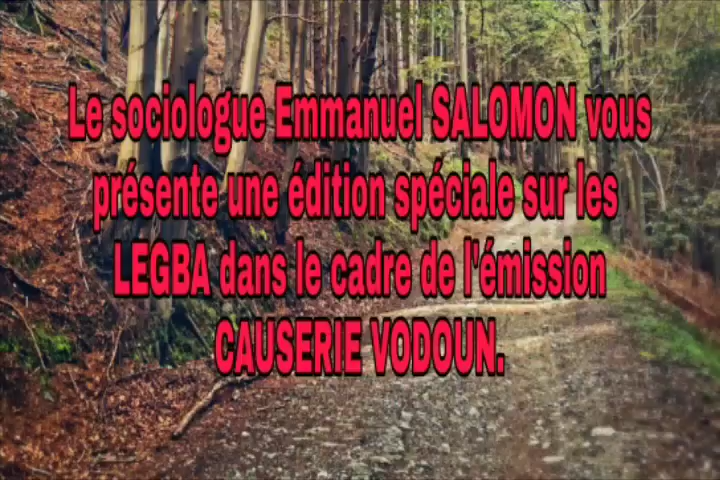 Le sociologue Emmanuel SALOMON vous
présente une édition spéciale sur les
LEGBA dans le cadre de l'émission
CAUSERIE VODOUN.